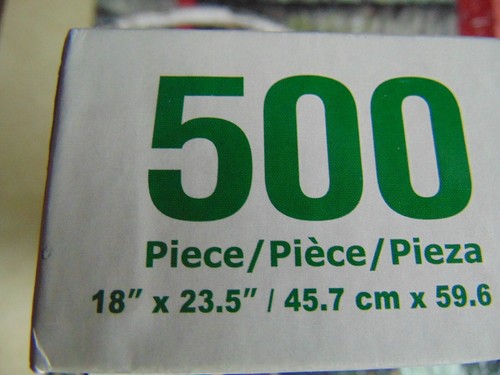 500
Piece/Pièce/Pieza
18" x 23.5" / 45.7 cm x 59.6